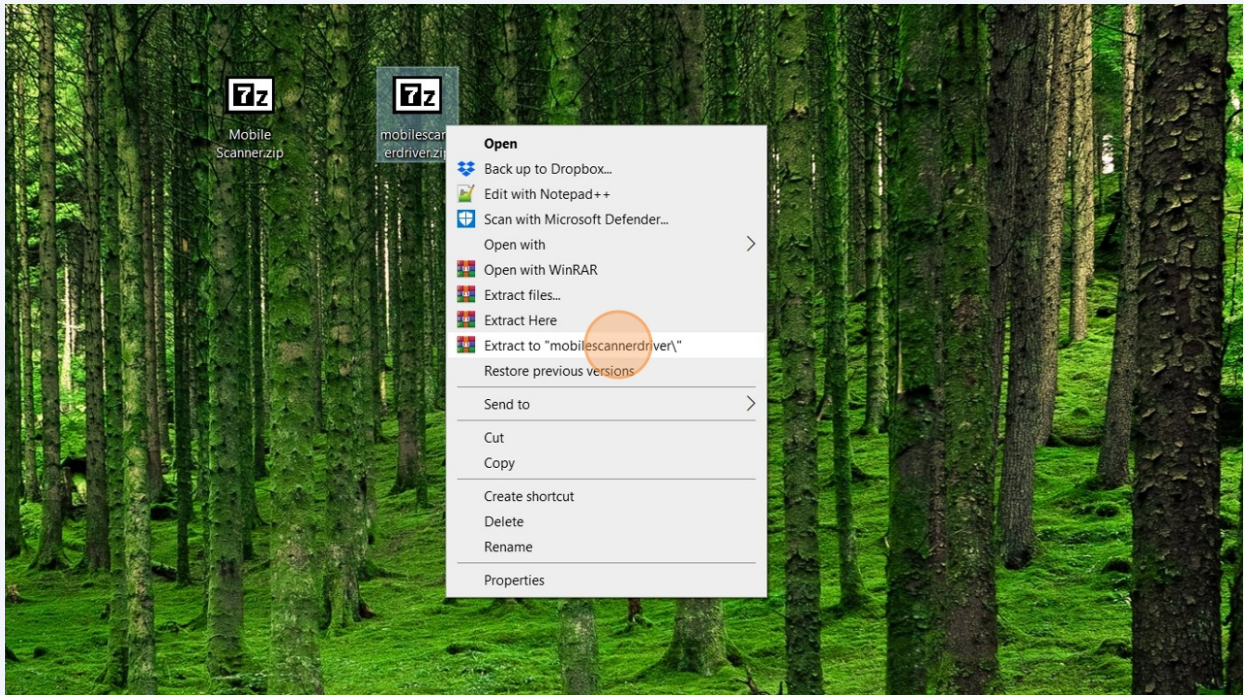 7z
Mobile
Scanner.zip
7z
mobilescan
erdriver.zip
Open
Back up to Dropbox...
Edit with Notepad++
Scan with Microsoft Defender...
Open with
Open with WinRAR
Extract files...
Extract Here
Extract to "mobilescannerdriver\"
Restore previous versions
Send to
Cut
Copy
Create shortcut
Delete
Rename
Properties